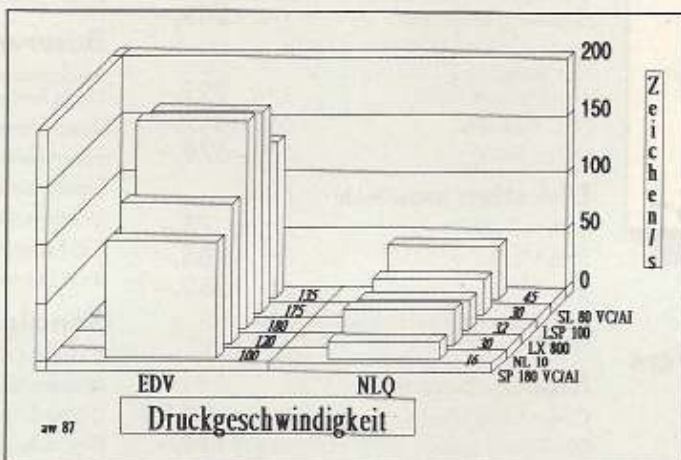 200
150
100
50
0
Zeichen/s
135
175
180
120
100
45
30
32
30
16
SL 80 VC/AI
LSP 100
LX 800
NL 10
SP 180 VC/AI
EDV
NLQ
Druckgeschwindigkeit
aw 87